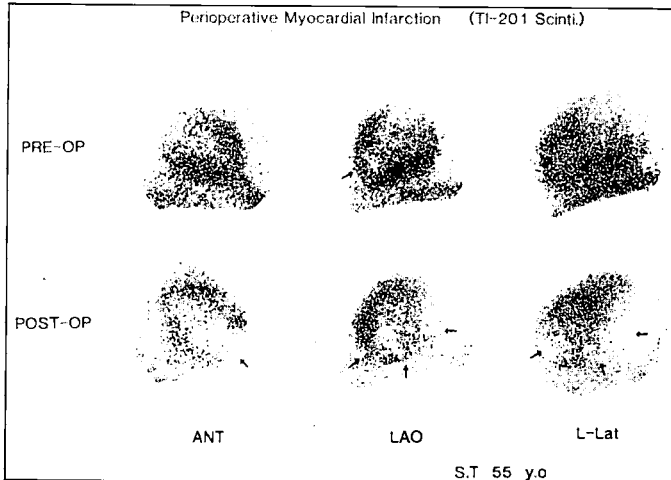 Perioperative Myocardial Infarction (Tl-201 Scinti.)
PRE-OP
POST-OP
ANT LAO L-Lat
S.T 55 y.o